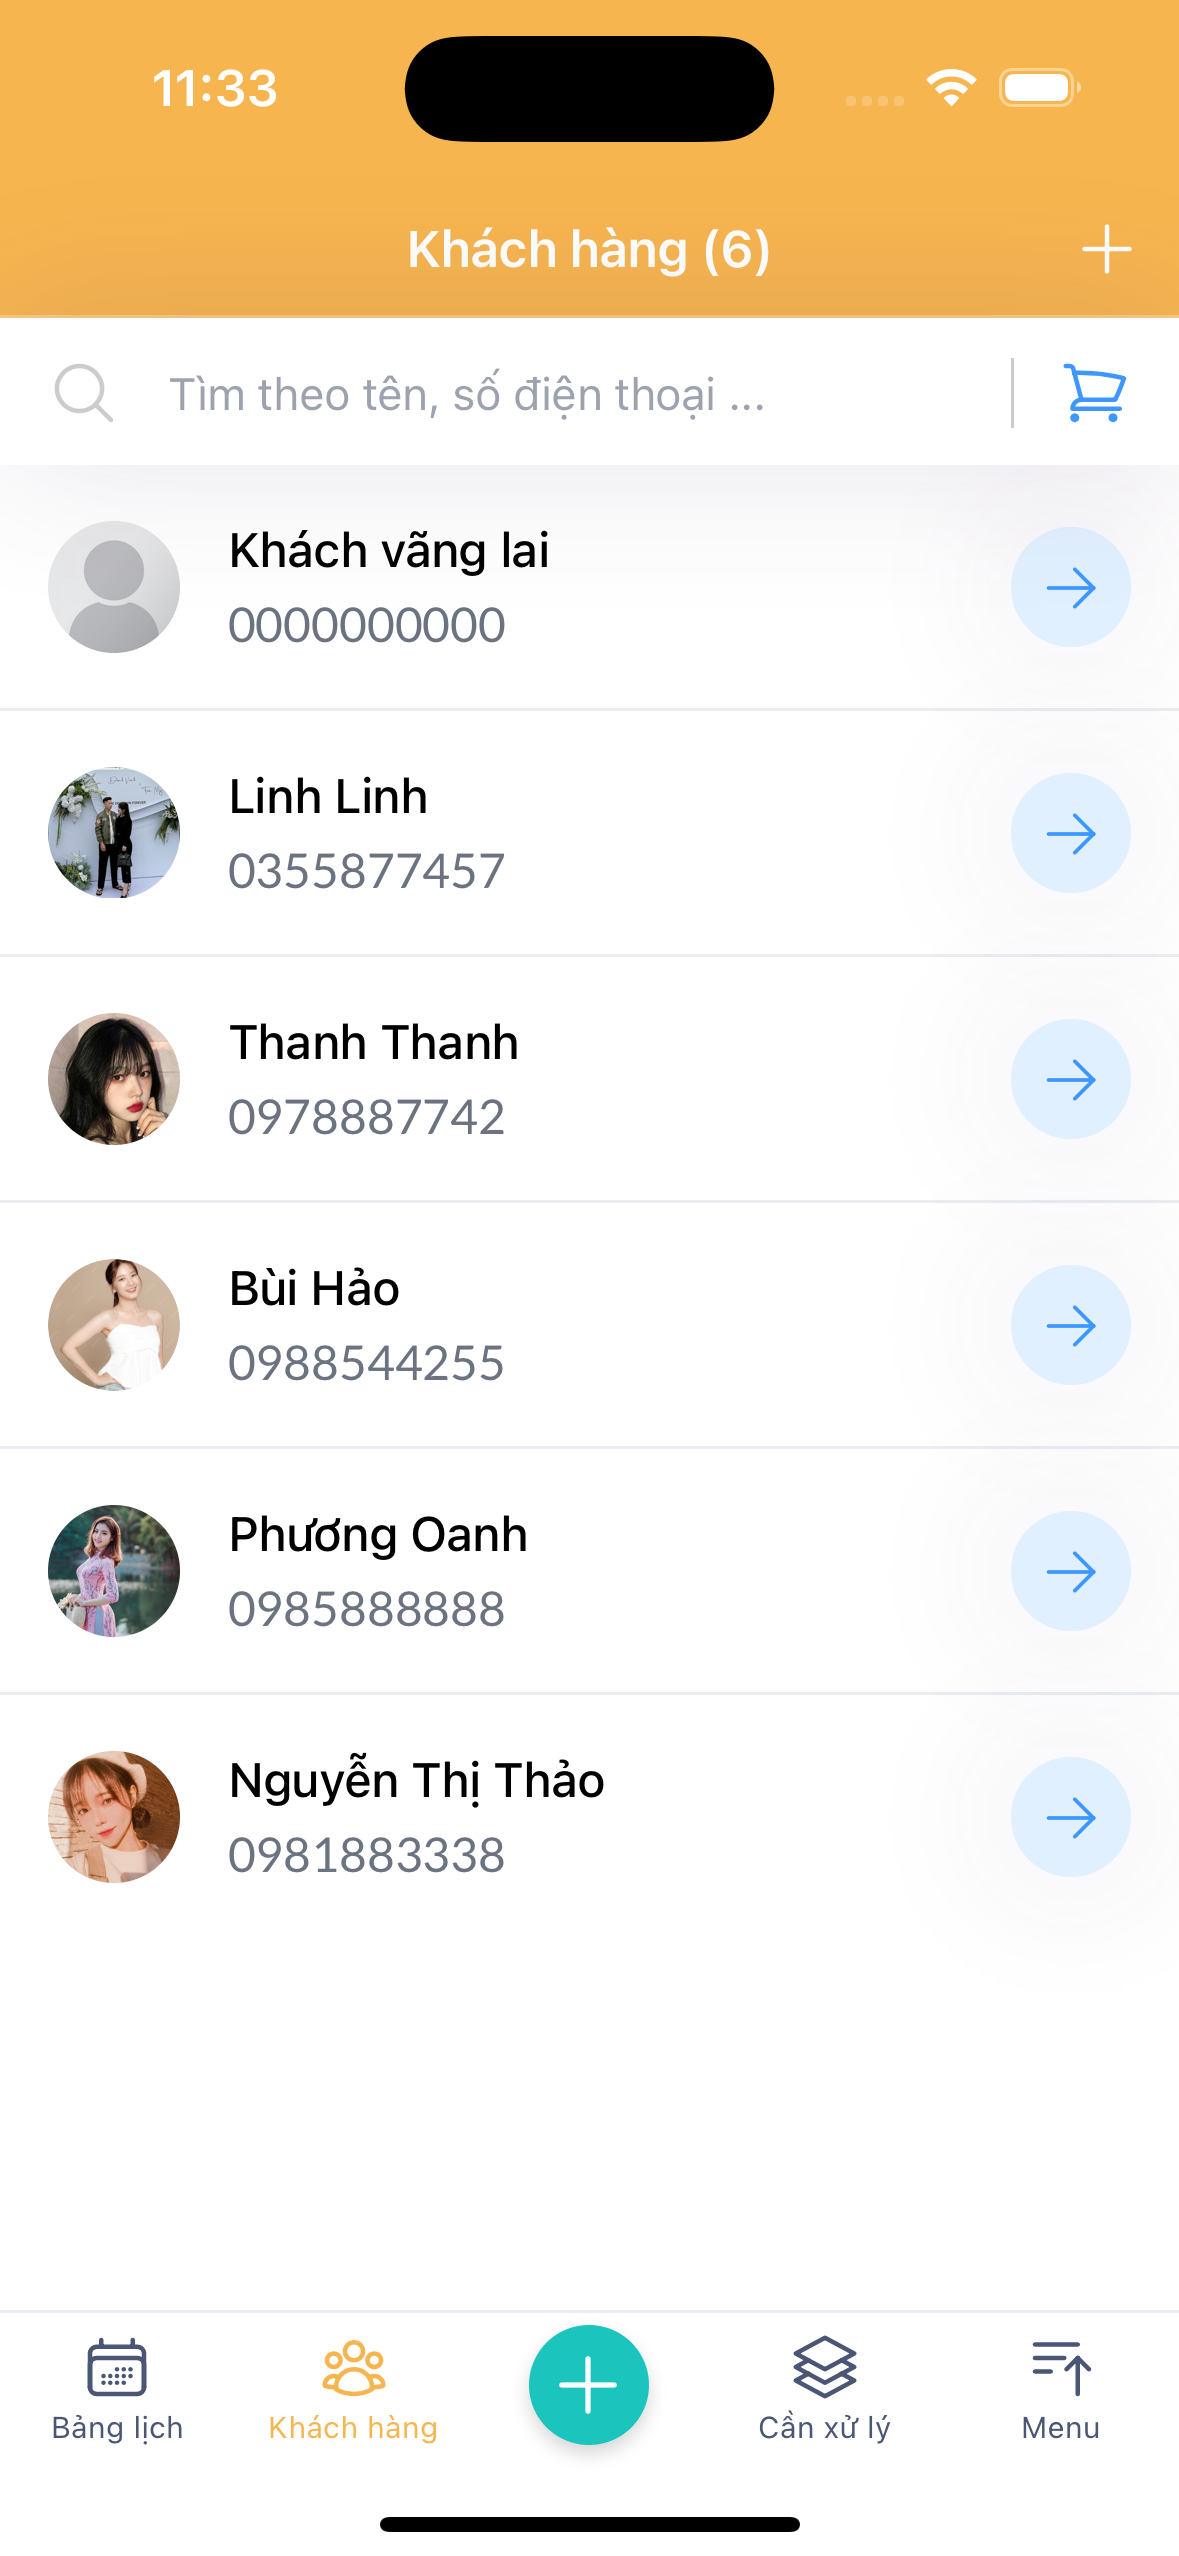 11:33
Khách hàng (6)
Tìm theo tên, số điện thoại ...
Khách vãng lai
0000000000
Linh Linh
0355877457
Thanh Thanh
0978887742
Bùi Hảo
0988544255
Phương Oanh
0985888888
Nguyễn Thị Thảo
0981883338
Bảng lịch
Khách hàng
Cần xử lý
Menu